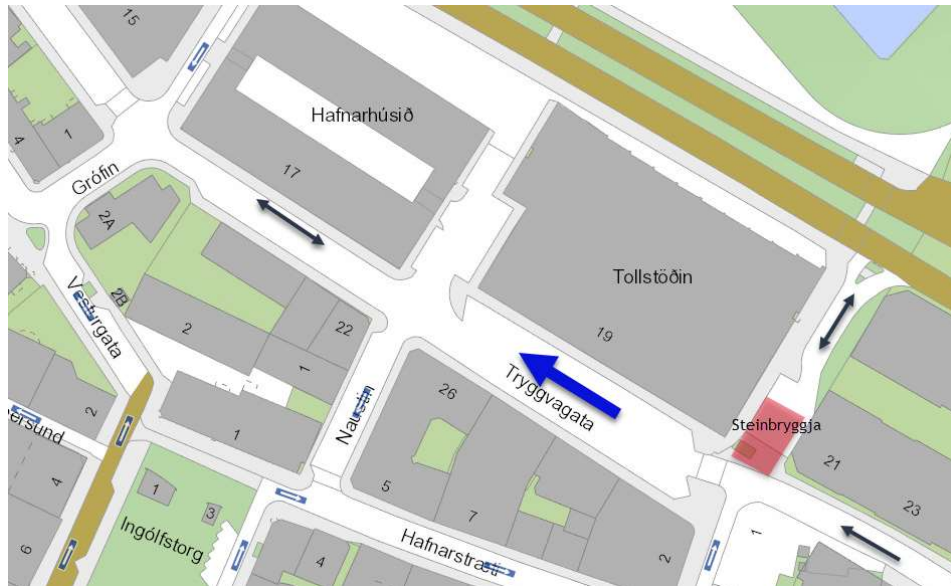 15
Hafnarhúsið
1
4
17
Grófin
2A
Tollstöðin
2B
Vesturgata
2
22
1
19
26
Tryggvagata
Naustin
Steinbryggja
2
1
21
5
7
23
1
4
1
3
Ingólfstorg
Hafnarstræti
2
1
6
4